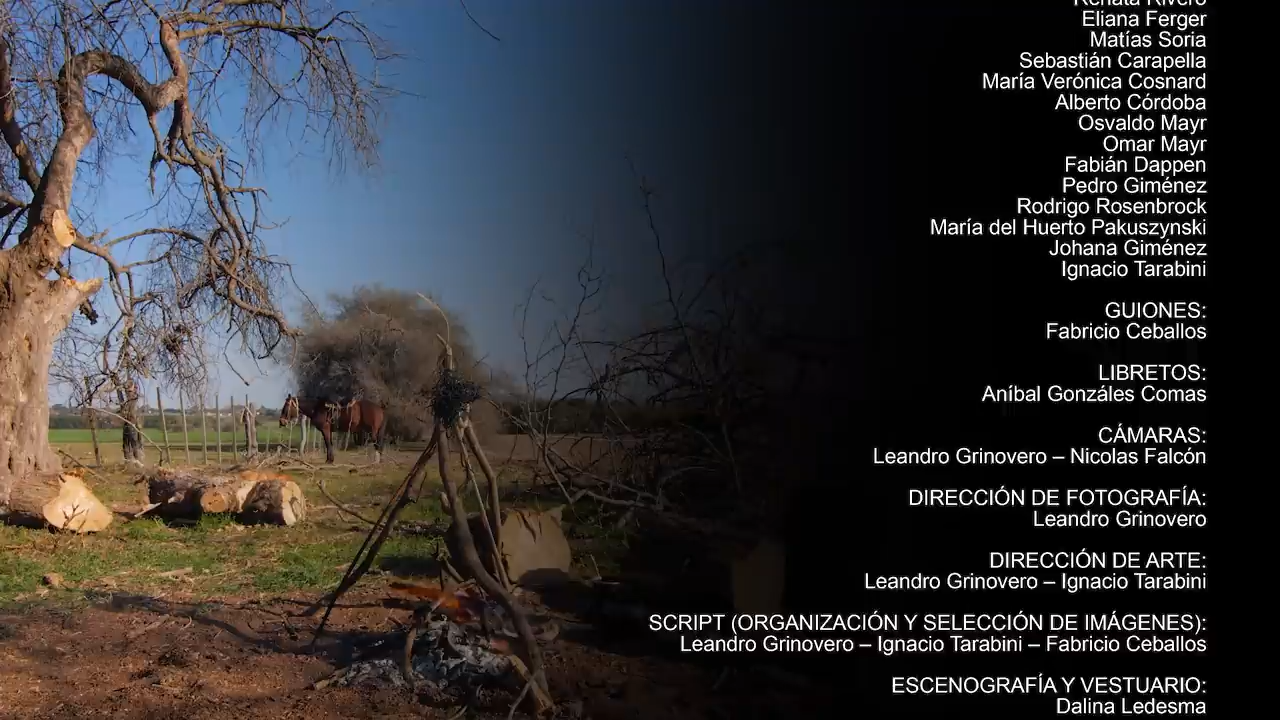 Renata Rivero
Eliana Ferger
Matías Soria
Sebastián Carapella
María Verónica Cosnard
Alberto Córdoba
Osvaldo Mayr
Omar Mayr
Fabián Dappen
Pedro Giménez
Rodrigo Rosenbrock
María del Huerto Pakuszynski
Johana Giménez
Ignacio Tarabini
GUIONES:
Fabricio Ceballos
LIBRETOS:
Aníbal Gonzáles Comas
CÁMARAS:
Leandro Grinovero – Nicolas Falcón
DIRECCIÓN DE FOTOGRAFÍA:
Leandro Grinovero
DIRECCIÓN DE ARTE:
Leandro Grinovero – Ignacio Tarabini
SCRIPT (ORGANIZACIÓN Y SELECCIÓN DE IMÁGENES):
Leandro Grinovero – Ignacio Tarabini – Fabricio Ceballos
ESCENOGRAFÍA Y VESTUARIO:
Dalina Ledesma